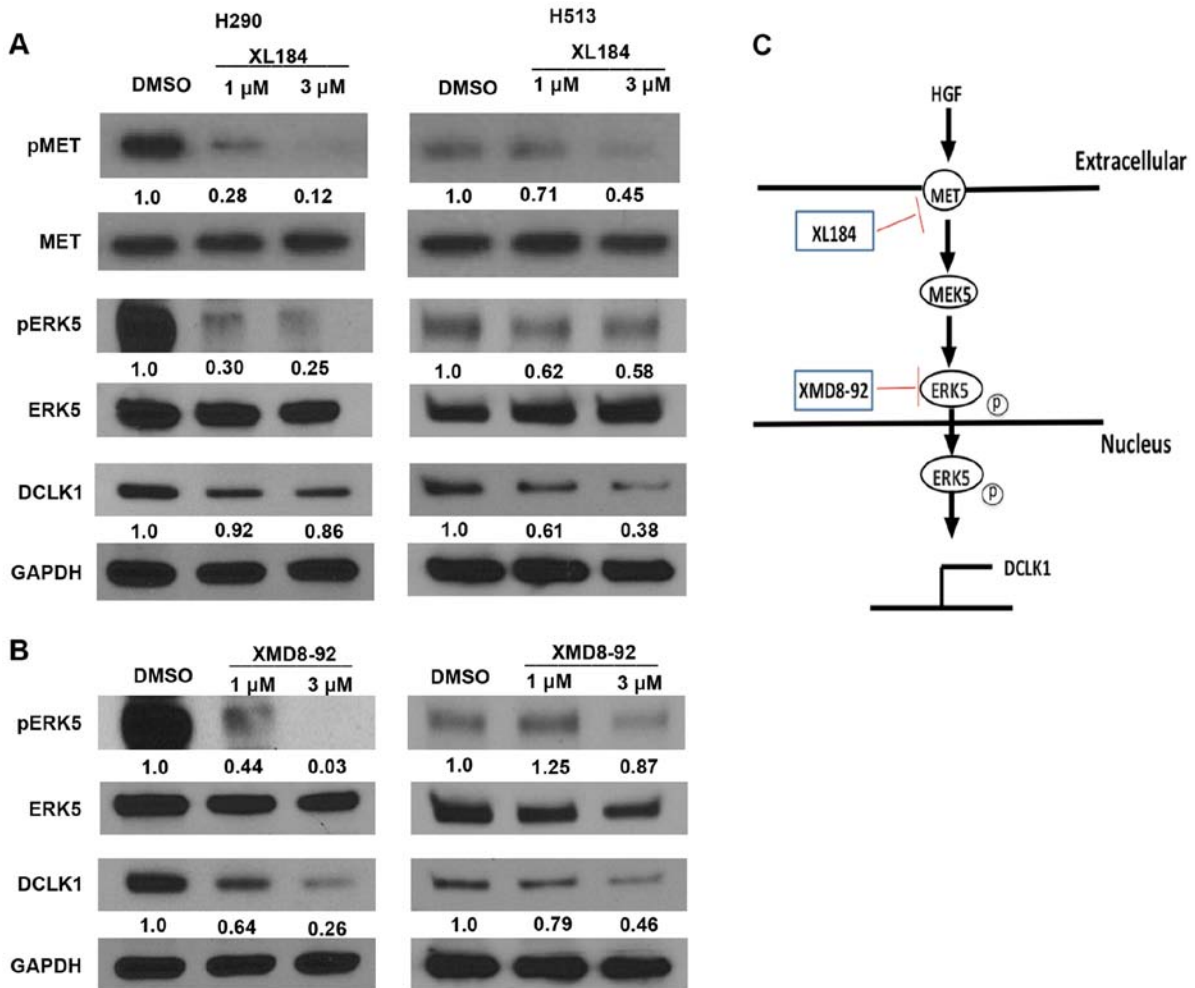 A
H290
XL184
DMSO 1 µM 3 µM
H513
XL184
DMSO 1 µM 3 µM
pMET
1.0 0.28 0.12
1.0 0.71 0.45
MET
pERK5
1.0 0.30 0.25
1.0 0.62 0.58
ERK5
DCLK1
1.0 0.92 0.86
1.0 0.61 0.38
GAPDH
B
XMD8-92
DMSO 1 µM 3 µM
XMD8-92
DMSO 1 µM 3 µM
pERK5
1.0 0.44 0.03
1.0 1.25 0.87
ERK5
DCLK1
1.0 0.64 0.26
1.0 0.79 0.46
GAPDH
C
HGF
Extracellular
MET
XL184
MEK5
XMD8-92
ERK5
P
Nucleus
ERK5
P
DCLK1